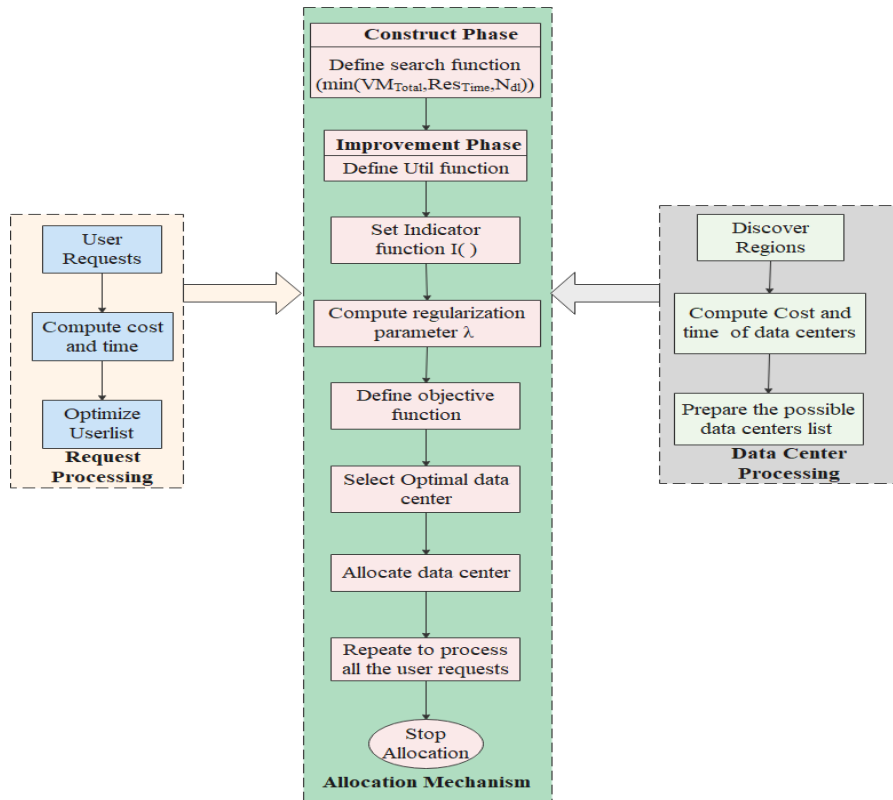 Construct Phase
Define search function
(min(VMTotal,ResTime,Ndl))
Improvement Phase
Define Util function
Set Indicator
function I( )
Compute regularization
parameter λ
Define objective
function
Select Optimal data
center
Allocate data center
Repeat to process
all the user requests
Stop
Allocation
Allocation Mechanism
User
Requests
Compute cost
and time
Optimize
Userlist
Request
Processing
Discover
Regions
Compute Cost and
time of data centers
Prepare the possible
data centers list
Data Center
Processing